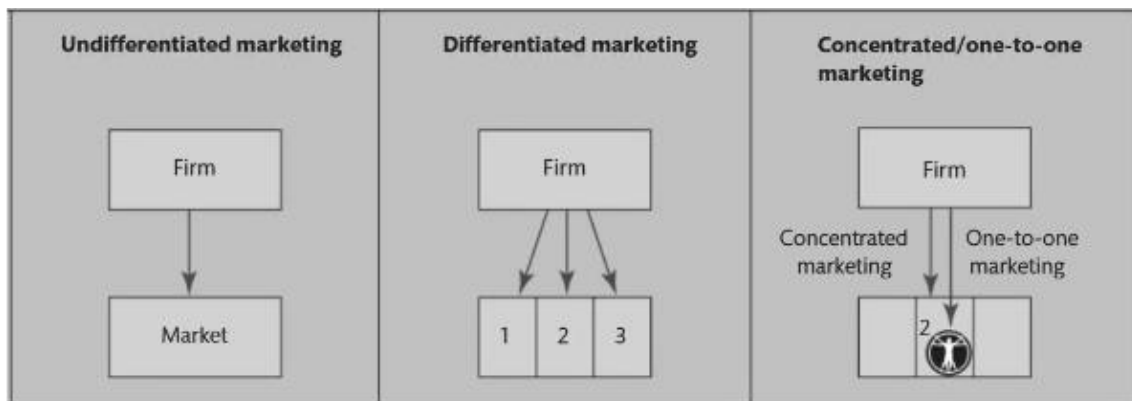 Undifferentiated marketing
Firm
Market
Differentiated marketing
Firm
1 2 3
Concentrated/one-to-one
marketing
Firm
Concentrated
marketing
One-to-one
marketing
2